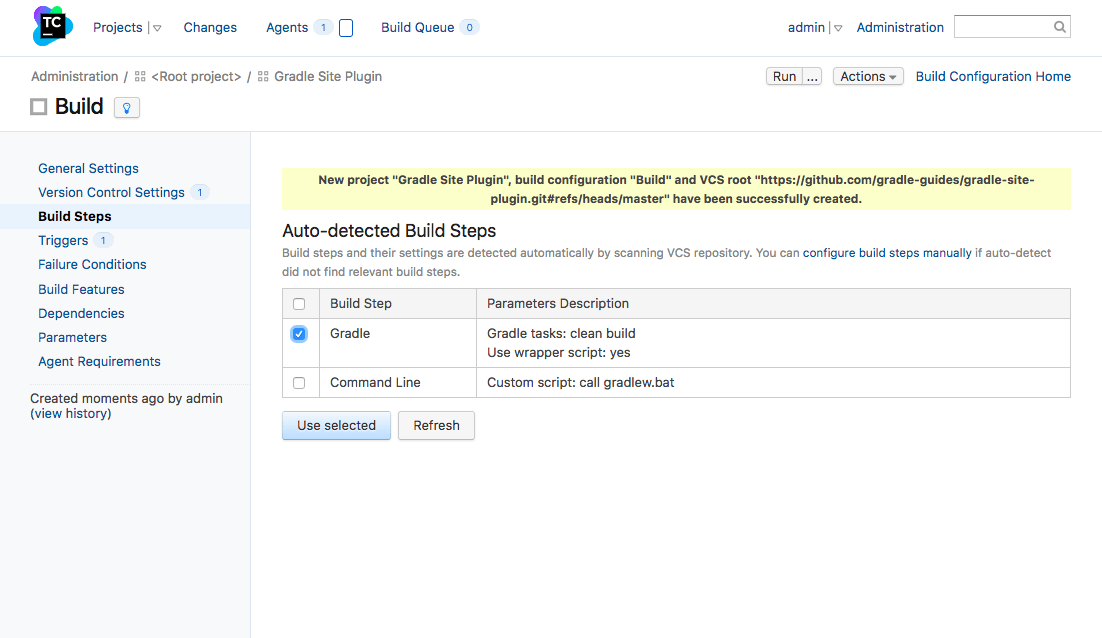 TC
Projects
Changes
Agents 1
Build Queue 0
admin
Administration
Administration / <Root project> / Gradle Site Plugin
Run ...
Actions
Build Configuration Home
Build
General Settings
Version Control Settings 1
Build Steps
Triggers 1
Failure Conditions
Build Features
Dependencies
Parameters
Agent Requirements
Created moments ago by admin
(view history)
New project "Gradle Site Plugin", build configuration "Build" and VCS root "https://github.com/gradle-guides/gradle-site-
plugin.git#refs/heads/master" have been successfully created.
Auto-detected Build Steps
Build steps and their settings are detected automatically by scanning VCS repository. You can configure build steps manually if auto-detect
did not find relevant build steps.
Build Step Parameters Description
Gradle Gradle tasks: clean build
Use wrapper script: yes
Command Line Custom script: call gradlew.bat
Use selected Refresh